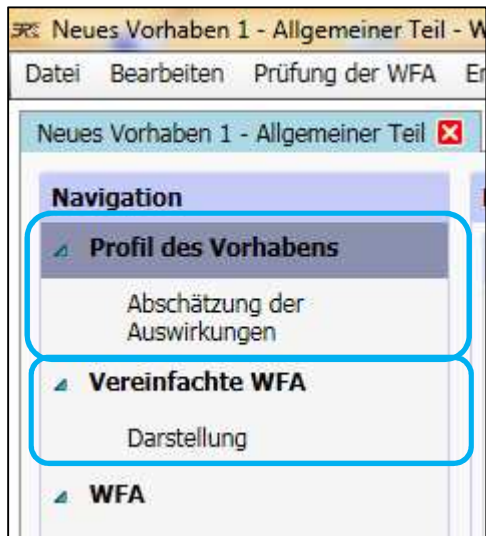 Neues Vorhaben 1 - Allgemeiner Teil - W
Datei Bearbeiten Prüfung der WFA Er
Neues Vorhaben 1 - Allgemeiner Teil
Navigation
Profil des Vorhabens
Abschätzung der
Auswirkungen
Vereinfachte WFA
Darstellung
WFA